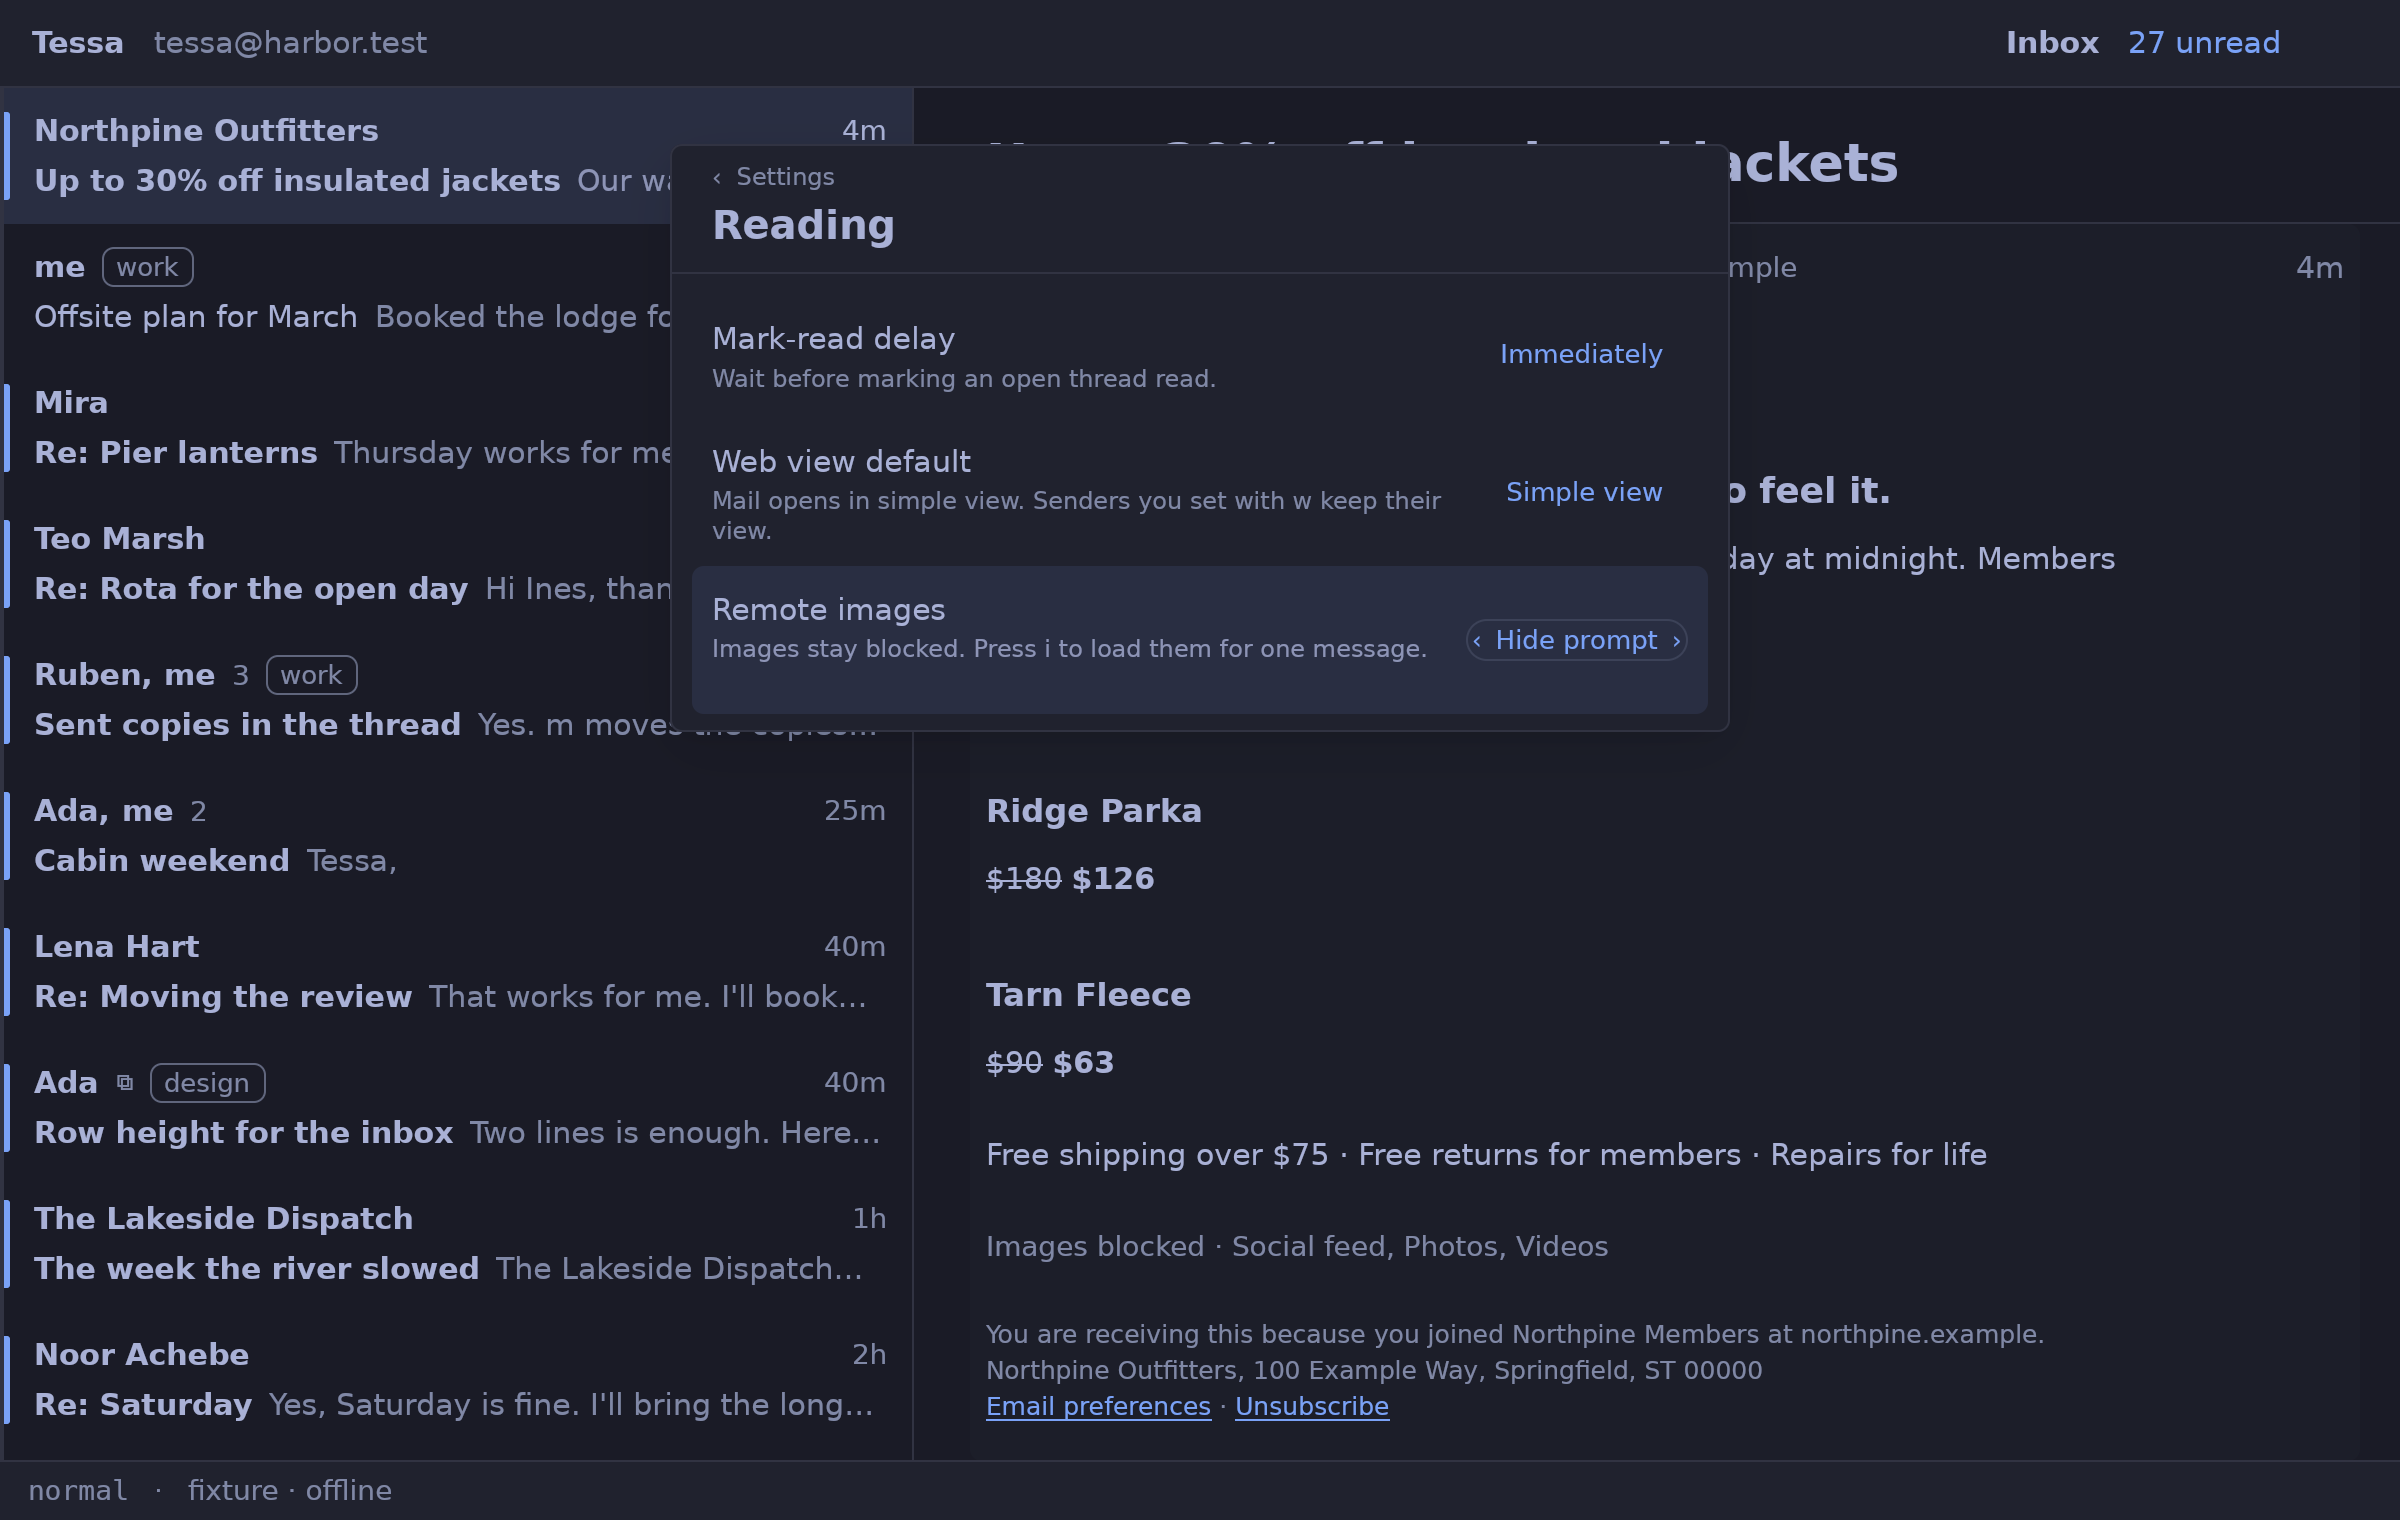 Tessa tessa@harbor.test
Inbox 27 unread
Northpine Outfitters 4m
Up to 30% off insulated jackets Our
me work
Offsite plan for March Booked the lodge
Mira
Re: Pier lanterns Thursday works for me
Teo Marsh
Re: Rota for the open day Hi Ines,
Ruben, me 3 work
Sent copies in the thread Yes. m moves the copies…
Ada, me 2 25m
Cabin weekend Tessa,
Lena Hart 40m
Re: Moving the review That works for me. I'll book…
Ada ⧉ design 40m
Row height for the inbox Two lines is enough. Here…
The Lakeside Dispatch 1h
The week the river slowed The Lakeside Dispatch…
Noor Achebe 2h
Re: Saturday Yes, Saturday is fine. I'll bring the long…
‹ Settings
Reading
Mark-read delay
Wait before marking an open thread read.
Immediately
Web view default
Mail opens in simple view. Senders you set with w keep their
view.
Simple view
Remote images
Images stay blocked. Press i to load them for one message.
‹ Hide prompt ›
ackets
mple 4m
o feel it.
day at midnight. Members
Ridge Parka
$180 $126
Tarn Fleece
$90 $63
Free shipping over $75 · Free returns for members · Repairs for life
Images blocked · Social feed, Photos, Videos
You are receiving this because you joined Northpine Members at northpine.example.
Northpine Outfitters, 100 Example Way, Springfield, ST 00000
Email preferences · Unsubscribe
normal · fixture · offline